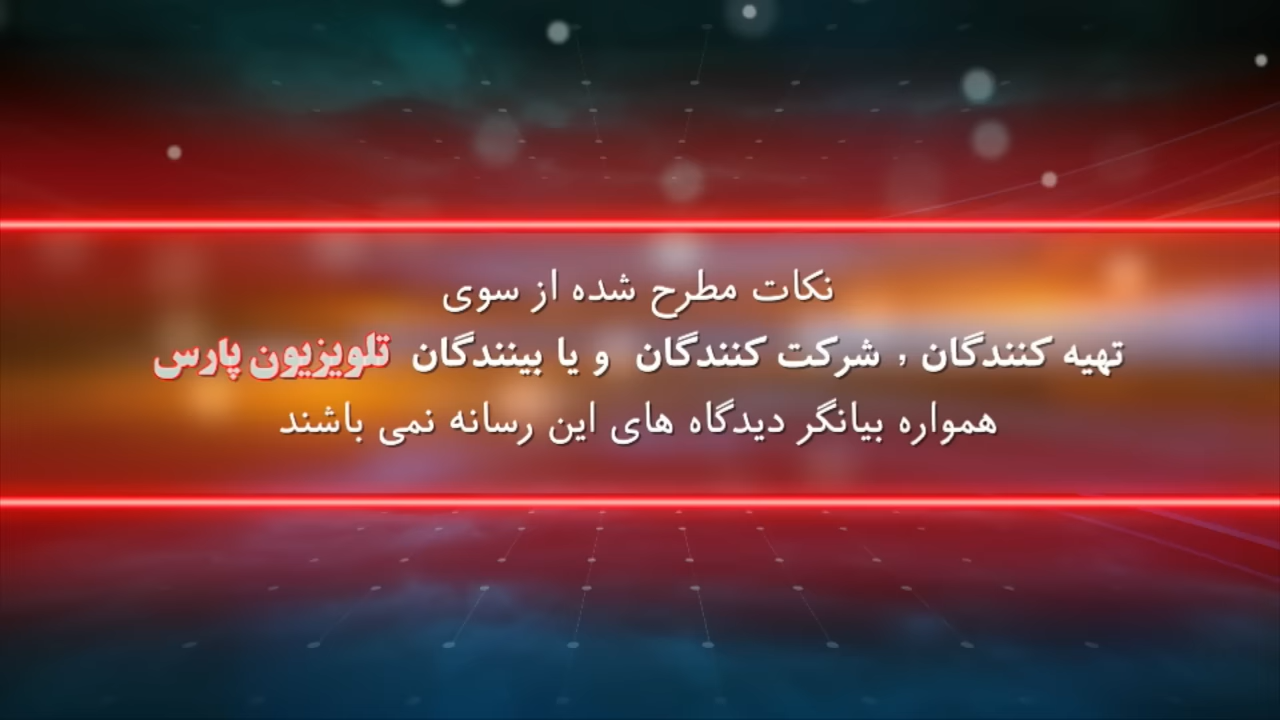 نکات مطرح شده از سوی
تهیه کنندگان , شرکت کنندگان و یا بینندگان تلویزیون پارس
همواره بیانگر دیدگاه های این رسانه نمی باشند